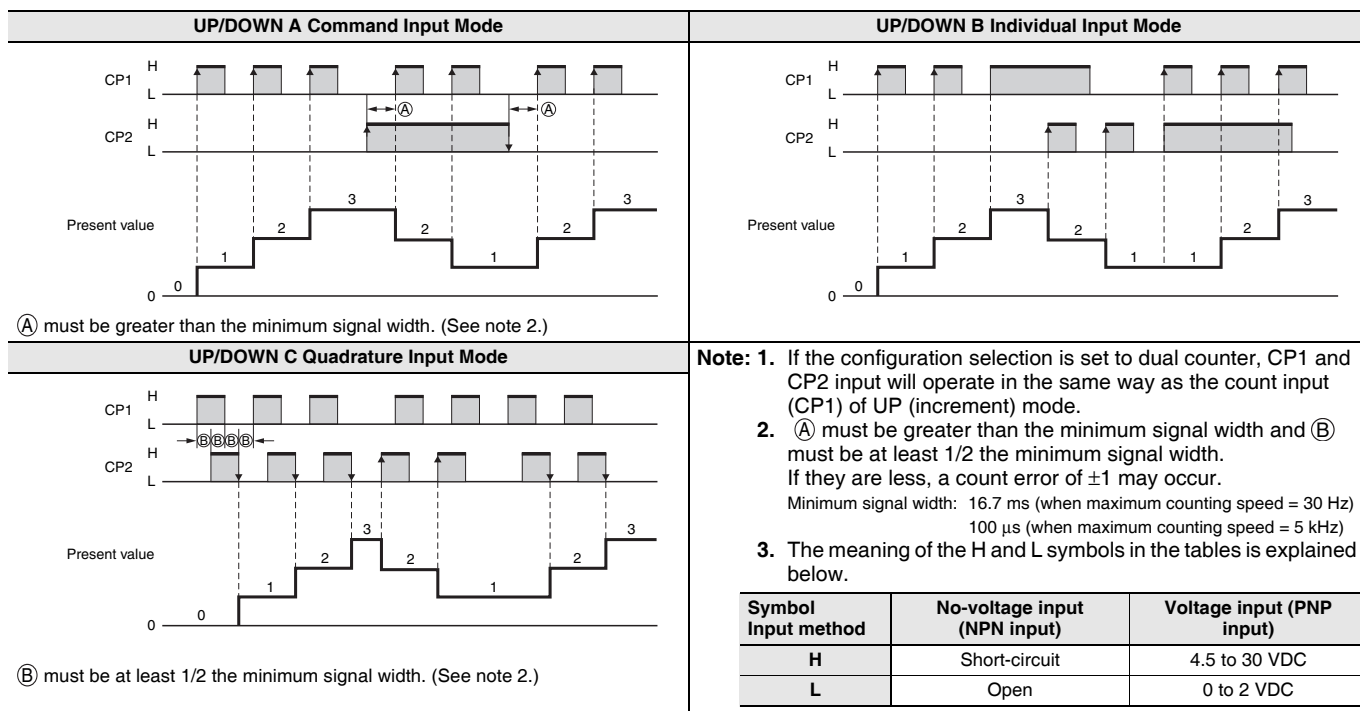 UP/DOWN A Command Input Mode
CP1
H
L
Ⓐ
Ⓐ
CP2
H
L
Present value
0
0
1
2
3
2
1
2
3
Ⓐ must be greater than the minimum signal width. (See note 2.)
UP/DOWN B Individual Input Mode
CP1
H
L
CP2
H
L
Present value
0
0
1
2
3
2
1
1
2
3
UP/DOWN C Quadrature Input Mode
CP1
H
L
ⒷⒷⒷⒷ
CP2
H
L
Present value
0
0
1
2
3
2
1
2
3
Ⓑ must be at least 1/2 the minimum signal width. (See note 2.)
Note: 1. If the configuration selection is set to dual counter, CP1 and
CP2 input will operate in the same way as the count input
(CP1) of UP (increment) mode.
2. Ⓐ must be greater than the minimum signal width and Ⓑ
must be at least 1/2 the minimum signal width.
If they are less, a count error of ±1 may occur.
Minimum signal width: 16.7 ms (when maximum counting speed = 30 Hz)
100 μs (when maximum counting speed = 5 kHz)
3. The meaning of the H and L symbols in the tables is explained
below.
Symbol
Input method
No-voltage input
(NPN input)
Voltage input (PNP
input)
H Short-circuit 4.5 to 30 VDC
L Open 0 to 2 VDC